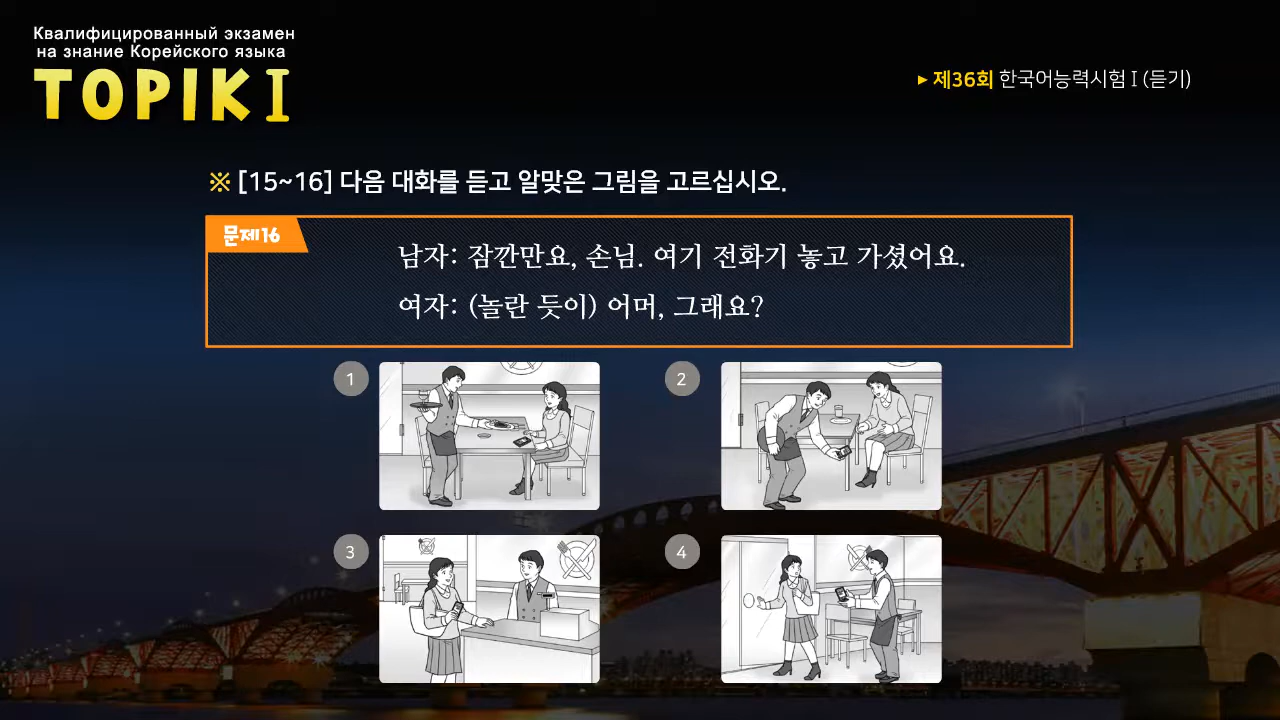 Квалифицированный экзамен
на знание Корейского языка
TOPIK I
▸ 제36회 한국어능력시험 I (듣기)
※ [15~16] 다음 대화를 듣고 알맞은 그림을 고르십시오.
문제16
남자: 잠깐만요, 손님. 여기 전화기 놓고 가셨어요.
여자: (놀란 듯이) 어머, 그래요?
1
2
3
4